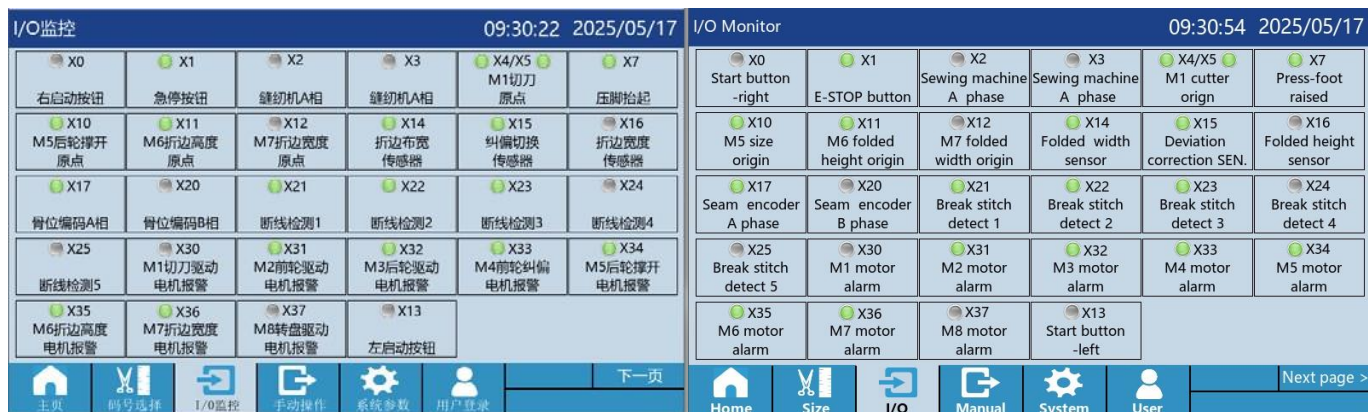 I/O监控 09:30:22 2025/05/17
X0 X1 X2 X3 X4/X5 X7
右启动按钮 急停按钮 缝纫机A相 缝纫机A相 M1切刀原点 压脚抬起
X10 X11 X12 X14 X15 X16
M5后轮撑开原点 M6折边高度原点 M7折边宽度原点 折边布宽传感器 纠偏切换传感器 折边宽度传感器
X17 X20 X21 X22 X23 X24
骨位编码A相 骨位编码B相 断线检测1 断线检测2 断线检测3 断线检测4
X25 X30 X31 X32 X33 X34
断线检测5 M1切刀驱动电机报警 M2前轮驱动电机报警 M3后轮驱动电机报警 M4前轮纠偏电机报警 M5后轮撑开电机报警
X35 X36 X37 X13
M6折边高度电机报警 M7折边宽度电机报警 M8转盘驱动电机报警 左启动按钮
下一页
主页 码号选择 I/O监控 手动操作 系统参数 用户登录
I/O Monitor 09:30:54 2025/05/17
X0 X1 X2 X3 X4/X5 X7
Start button Sewing machine Sewing machine M1 cutter Press-foot
-right E-STOP button A phase A phase orign raised
X10 X11 X12 X14 X15 X16
M5 size M6 folded M7 folded Folded width Deviation Folded height
origin height origin width origin sensor correction SEN. sensor
X17 X20 X21 X22 X23 X24
Seam encoder Seam encoder Break stitch Break stitch Break stitch Break stitch
A phase B phase detect 1 detect 2 detect 3 detect 4
X25 X30 X31 X32 X33 X34
Break stitch M1 motor M2 motor M3 motor M4 motor M5 motor
detect 5 alarm alarm alarm alarm alarm
X35 X36 X37 X13
M6 motor M7 motor M8 motor Start button
alarm alarm alarm -left
Next page >
Home Size I/O Manual System User